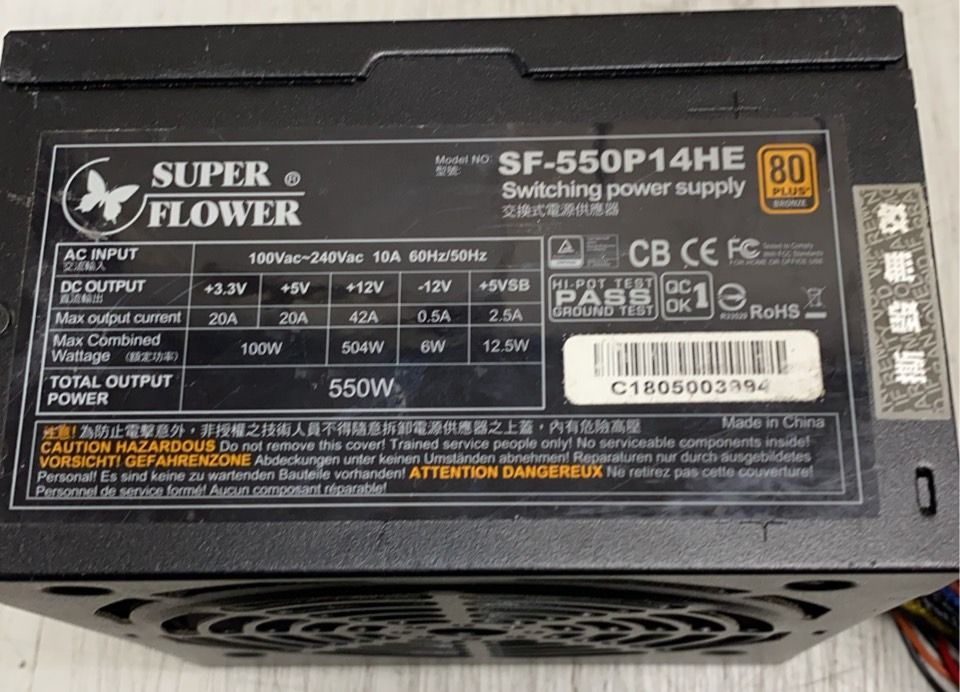 SUPER ®
FLOWER
Model NO: SF-550P14HE
型號:
Switching power supply
交換式電源供應器
80
PLUS
BRONZE
AC INPUT 100Vac~240Vac 10A 60Hz/50Hz
交流輸入
DC OUTPUT +3.3V +5V +12V -12V +5VSB
直流輸出
Max output current 20A 20A 42A 0.5A 2.5A
Max Combined
Wattage (額定功率) 100W 504W 6W 12.5W
TOTAL OUTPUT
POWER 550W
CB CE FC
FOR HOME OR OFFICE USE
HI-POT TEST
PASS
GROUND TEST
QC
OK 1
RoHS
C1805003994
Made in China
注意! 為防止電擊意外，非授權之技術人員不得隨意拆卸電源供應器之上蓋，內有危險高壓
CAUTION HAZARDOUS Do not remove this cover! Trained service people only! No serviceable components inside!
VORSICHT! GEFAHRENZONE Abdeckungen unter keinen Umständen abnehmen! Reparaturen nur durch ausgebildetes
Personal! Es sind keine zu wartenden Bauteile vorhanden! ATTENTION DANGEREUX Ne retirez pas cette couverture!
Personnel de service formé! Aucun composant réparable!